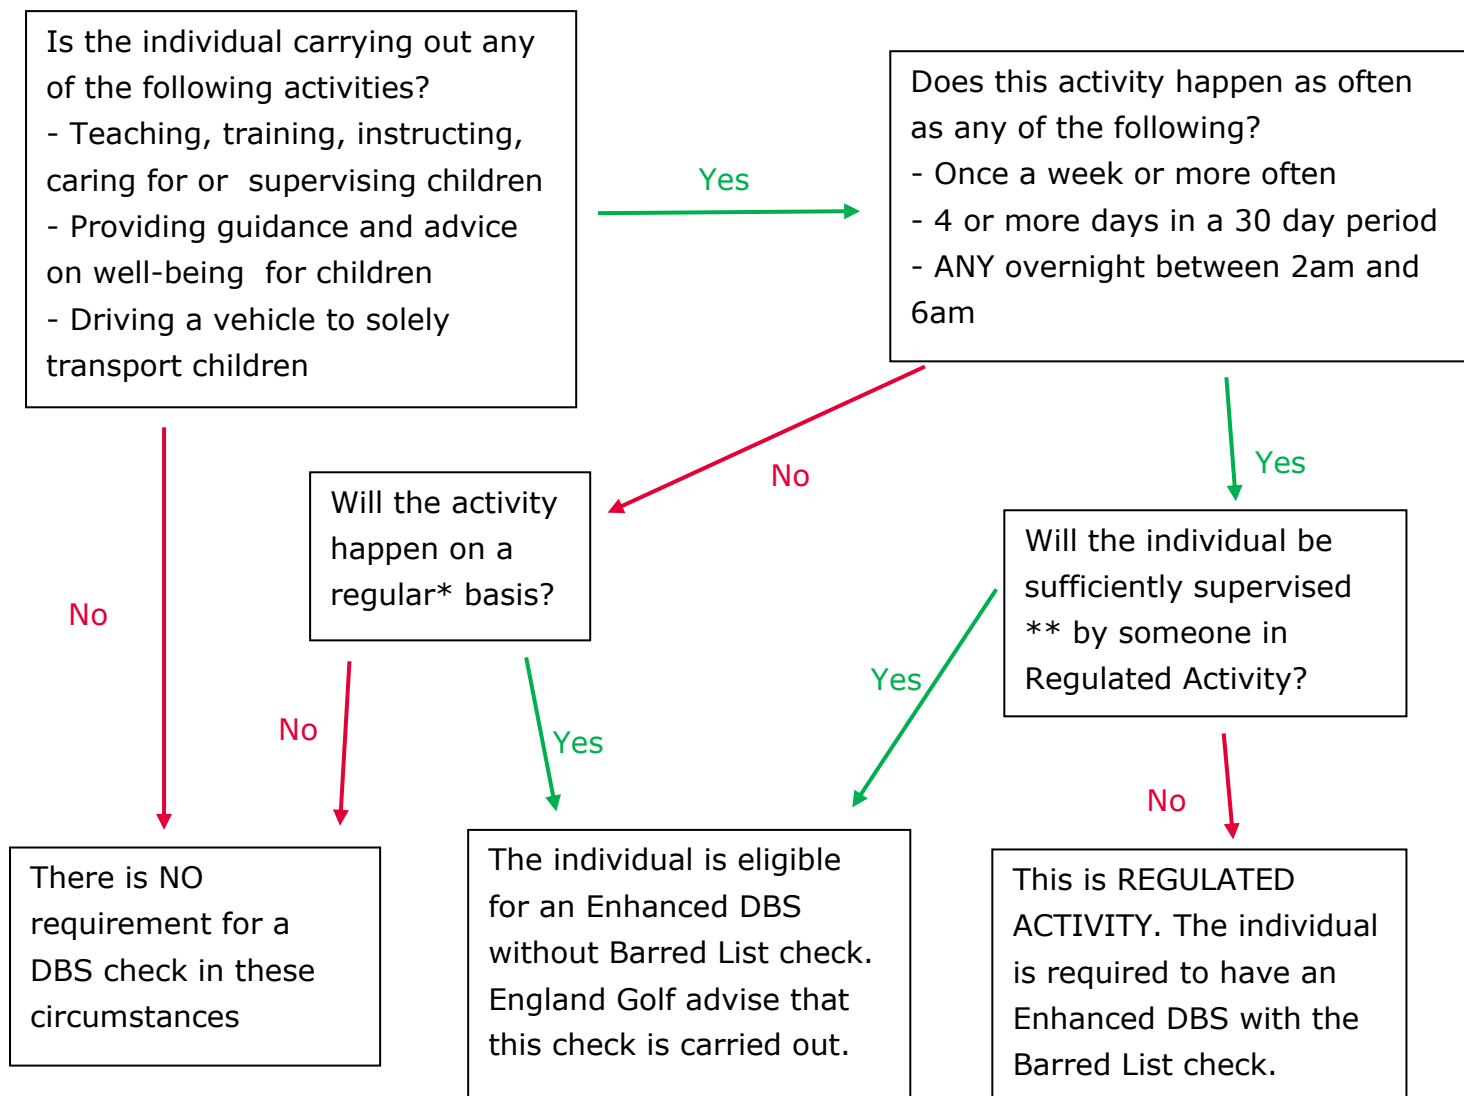 Is the individual carrying out any
of the following activities?
- Teaching, training, instructing,
caring for or  supervising children
- Providing guidance and advice
on well-being  for children
- Driving a vehicle to solely
transport children
Yes
Does this activity happen as often
as any of the following?
- Once a week or more often
- 4 or more days in a 30 day period
- ANY overnight between 2am and
6am
No
No
Yes
Will the activity
happen on a
regular* basis?
Will the individual be
sufficiently supervised
** by someone in
Regulated Activity?
No
Yes
Yes
No
There is NO
requirement for a
DBS check in these
circumstances
The individual is eligible
for an Enhanced DBS
without Barred List check.
England Golf advise that
this check is carried out.
This is REGULATED
ACTIVITY. The individual
is required to have an
Enhanced DBS with the
Barred List check.